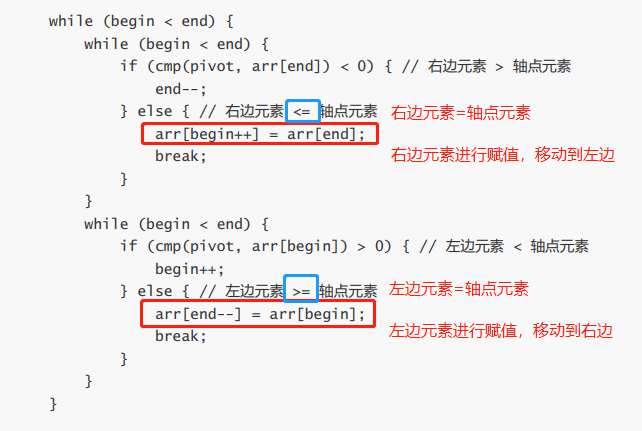 while (begin < end) {
while (begin < end) {
if (cmp(pivot, arr[end]) < 0) { // 右边元素 > 轴点元素
end--;
} else { // 右边元素 <= 轴点元素 右边元素=轴点元素
arr[begin++] = arr[end];
break; 右边元素进行赋值，移动到左边
}
}
while (begin < end) {
if (cmp(pivot, arr[begin]) > 0) { // 左边元素 < 轴点元素
begin++;
} else { // 左边元素 >= 轴点元素 左边元素=轴点元素
arr[end--] = arr[begin];
break; 左边元素进行赋值，移动到右边
}
}
}